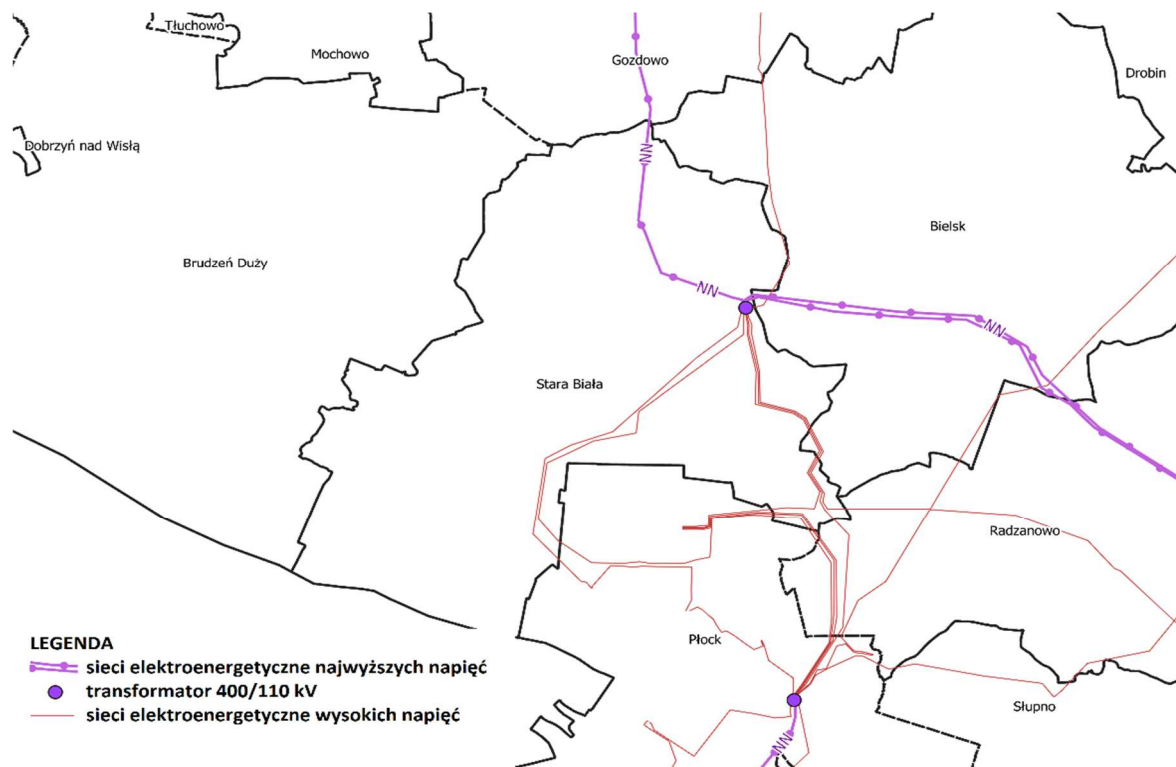 Tłuchowo
Mochowo
Gozdowo
Drobin
Dobrzyń nad Wisłą
NN
Bielsk
Brudzeń Duży
NN
NN
Stara Biała
Radzanowo
Płock
Słupno
NN
LEGENDA
sieci elektroenergetyczne najwyższych napięć
transformator 400/110 kV
sieci elektroenergetyczne wysokich napięć